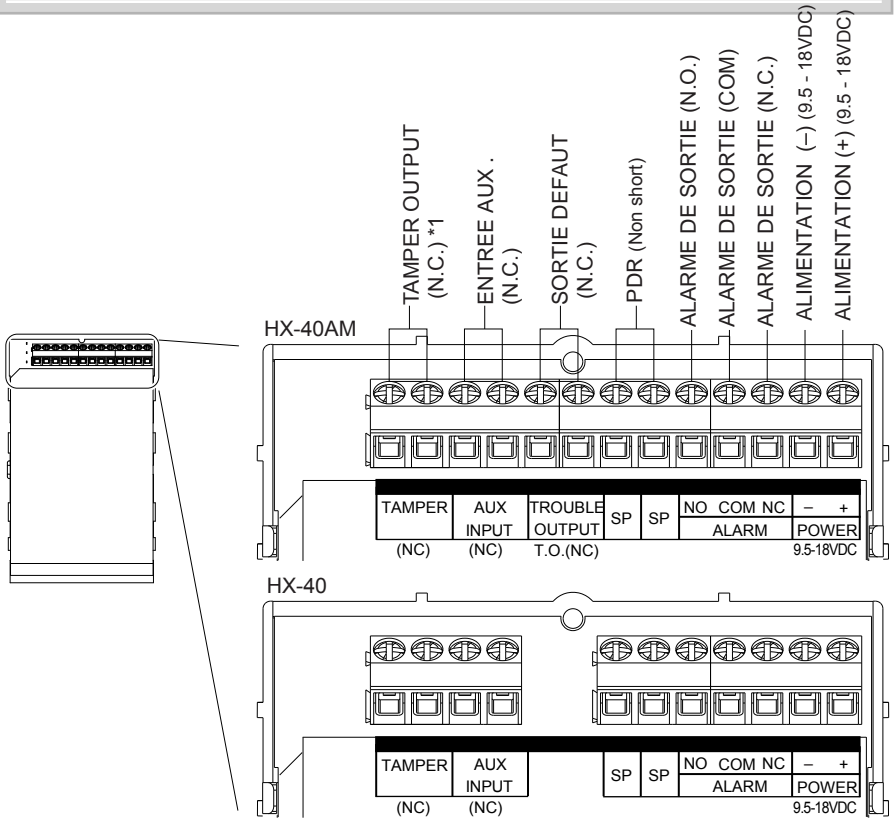 TAMPER OUTPUT
(N.C.) *1
ENTREE AUX .
(N.C.)
SORTIE DEFAUT
(N.C.)
PDR (Non short)
ALARME DE SORTIE (N.O.)
ALARME DE SORTIE (COM)
ALARME DE SORTIE (N.C.)
ALIMENTATION (–) (9.5 - 18VDC)
ALIMENTATION (+) (9.5 - 18VDC)
HX-40AM
TAMPER AUX TROUBLE SP SP NO COM NC – +
INPUT OUTPUT ALARM POWER
(NC) (NC) T.O.(NC) 9.5-18VDC
HX-40
TAMPER AUX SP SP NO COM NC – +
INPUT ALARM POWER
(NC) (NC) 9.5-18VDC